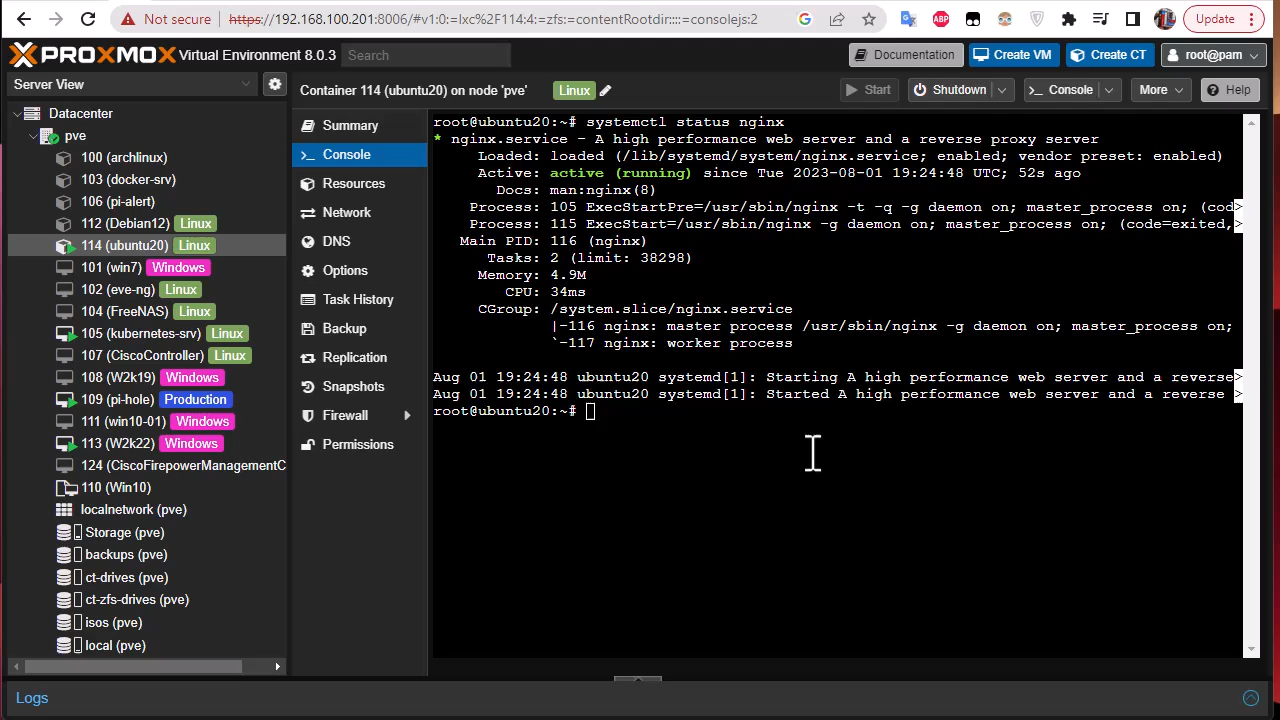 Not secure https://192.168.100.201:8006/#v1:0:=lxc%2F114:4:=zfs:=contentRootdir::::=consolejs:2 ABP Update
PROXMOX Virtual Environment 8.0.3 Search Documentation Create VM Create CT root@pam
Server View
Container 114 (ubuntu20) on node 'pve' Linux Start Shutdown Console More Help
Datacenter
pve
100 (archlinux)
103 (docker-srv)
106 (pi-alert)
112 (Debian12) Linux
114 (ubuntu20) Linux
101 (win7) Windows
102 (eve-ng) Linux
104 (FreeNAS) Linux
105 (kubernetes-srv) Linux
107 (CiscoController) Linux
108 (W2k19) Windows
109 (pi-hole) Production
111 (win10-01) Windows
113 (W2k22) Windows
124 (CiscoFirepowerManagementC
110 (Win10)
localnetwork (pve)
Storage (pve)
backups (pve)
ct-drives (pve)
ct-zfs-drives (pve)
isos (pve)
local (pve)
Summary
Console
Resources
Network
DNS
Options
Task History
Backup
Replication
Snapshots
Firewall
Permissions
root@ubuntu20:~# systemctl status nginx
* nginx.service - A high performance web server and a reverse proxy server
Loaded: loaded (/lib/systemd/system/nginx.service; enabled; vendor preset: enabled)
Active: active (running) since Tue 2023-08-01 19:24:48 UTC; 52s ago
Docs: man:nginx(8)
Process: 105 ExecStartPre=/usr/sbin/nginx -t -q -g daemon on; master_process on; (cod>
Process: 115 ExecStart=/usr/sbin/nginx -g daemon on; master_process on; (code=exited,>
Main PID: 116 (nginx)
Tasks: 2 (limit: 38298)
Memory: 4.9M
CPU: 34ms
CGroup: /system.slice/nginx.service
|-116 nginx: master process /usr/sbin/nginx -g daemon on; master_process on;
`-117 nginx: worker process
Aug 01 19:24:48 ubuntu20 systemd[1]: Starting A high performance web server and a reverse>
Aug 01 19:24:48 ubuntu20 systemd[1]: Started A high performance web server and a reverse >
root@ubuntu20:~#
Logs